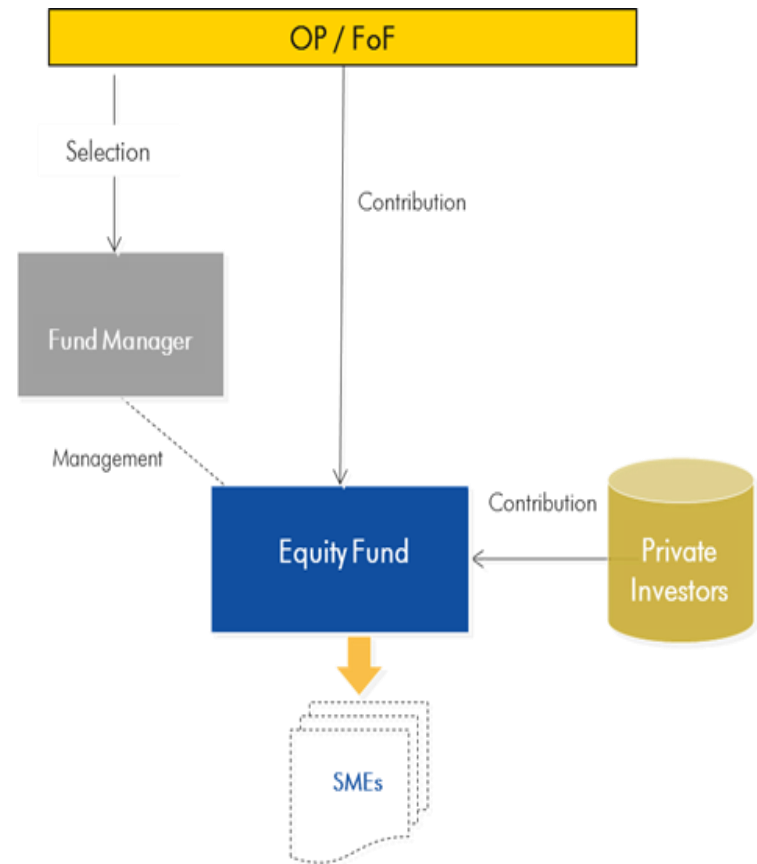 OP / FoF
Selection
Contribution
Fund Manager
Management
Equity Fund
Contribution
Private
Investors
SMEs